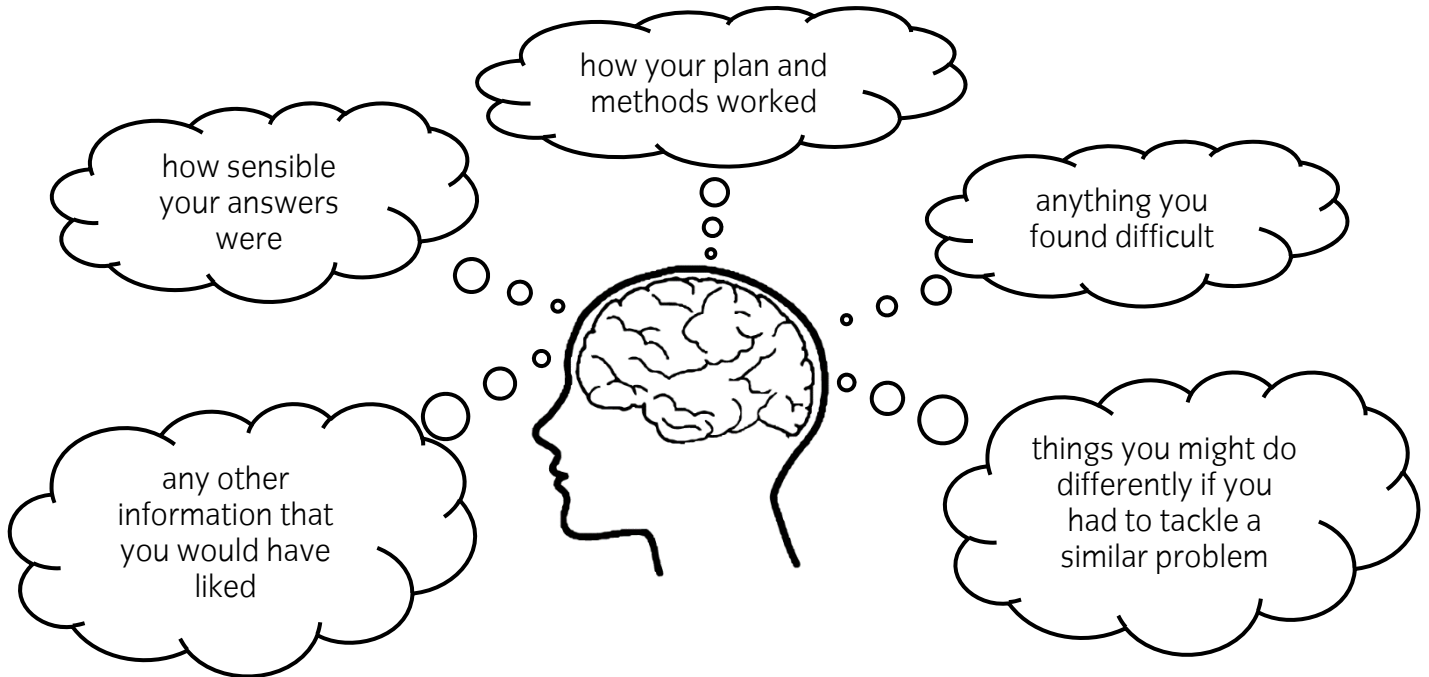 how your plan and
methods worked
how sensible
your answers
were
anything you
found difficult
any other
information that
you would have
liked
things you might do
differently if you
had to tackle a
similar problem